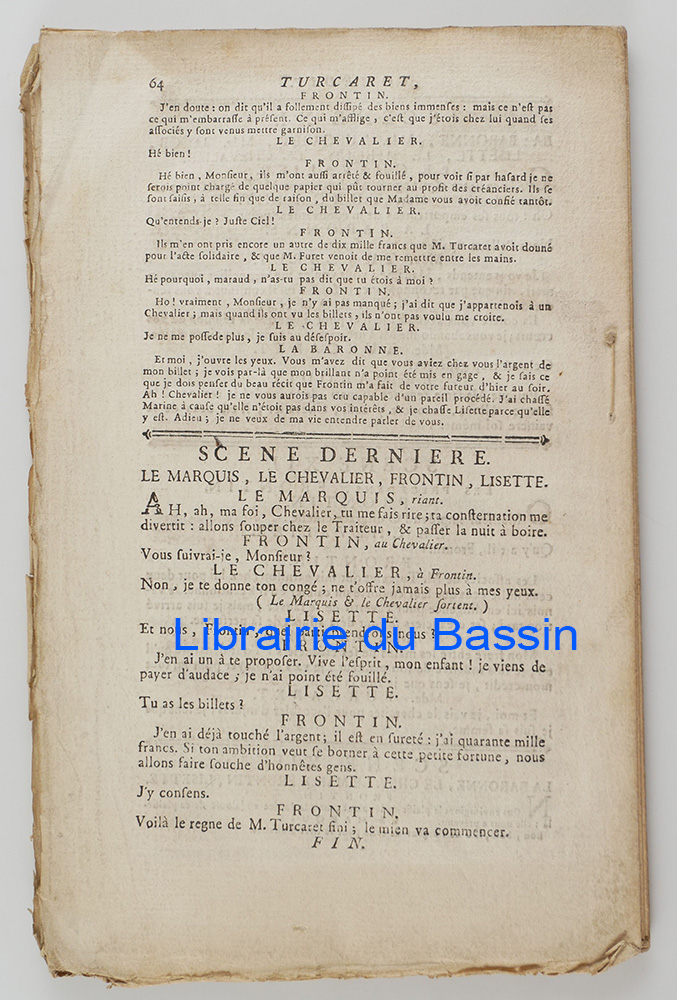 64 TURCARET,
FRONTIN.
J'en doute : on dit qu'il a follement dissipé des biens immenses : mais ce n'est pas
ce qui m'embarrasse à présent. Ce qui m'afflige, c'est que j'étois chez lui quand ses
associés y sont venus mettre garnison.
LE CHEVALIER.
Hé bien !
FRONTIN.
Hé bien, Monsieur, ils m'ont aussi arrêté & fouillé, pour voir si par hasard je ne
serois point chargé de quelque papier qui pût tourner au profit des créanciers. Ils se
sont saisis, à telle fin que de raison, du billet que Madame vous avoit confié tantôt.
LE CHEVALIER.
Qu'entends-je ? Juste Ciel !
FRONTIN.
Ils m'en ont pris encore un autre de dix mille francs que M. Turcaret avoit donné
pour l'acte solidaire, & que M. Furet venoit de me remettre entre les mains.
LE CHEVALIER.
Hé pourquoi, maraud, n'as-tu pas dit que tu étois à moi ?
FRONTIN.
Ho ! vraiment, Monsieur, je n'y ai pas manqué ; j'ai dit que j'appartenois à un
Chevalier ; mais quand ils ont vu les billets, ils n'ont pas voulu me croire.
LE CHEVALIER.
Je ne me possede plus, je suis au désespoir.
LA BARONNE.
Et moi, j'ouvre les yeux. Vous m'avez dit que vous aviez chez vous l'argent de
mon billet ; je vois par-là que mon brillant n'a point été mis en gage, & je sais ce
que je dois penser du beau récit que Frontin m'a fait de votre fureur d'hier au soir.
Ah ! Chevalier ! je ne vous aurois pas cru capable d'un pareil procédé. J'ai chassé
Marine à cause qu'elle n'étoit pas dans vos intérêts, & je chasse Lisette parce qu'elle
y est. Adieu ; je ne veux de ma vie entendre parler de vous.
SCENE DERNIERE.
LE MARQUIS, LE CHEVALIER, FRONTIN, LISETTE.
LE MARQUIS, riant.
AH, ah, ma foi, Chevalier, tu me fais rire ; ta consternation me
divertit : allons souper chez le Traiteur, & passer la nuit à boire.
FRONTIN, au Chevalier.
Vous suivrai-je, Monsieur ?
LE CHEVALIER, à Frontin.
Non, je te donne ton congé ; ne t'offre jamais plus à mes yeux.
( Le Marquis & le Chevalier sortent. )
LISETTE.
Et nous, Frontin, quel parti prendrons-nous ?
Librairie du Bassin
FRONTIN.
J'en ai un à te proposer. Vive l'esprit, mon enfant ! je viens de
payer d'audace ; je n'ai point été fouillé.
LISETTE.
Tu as les billets ?
FRONTIN.
J'en ai déjà touché l'argent ; il est en sureté : j'ai quarante mille
francs. Si ton ambition veut se borner à cette petite fortune, nous
allons faire souche d'honnêtes gens.
LISETTE.
J'y consens.
FRONTIN.
Voilà le regne de M. Turcaret fini ; le mien va commencer.
FIN.